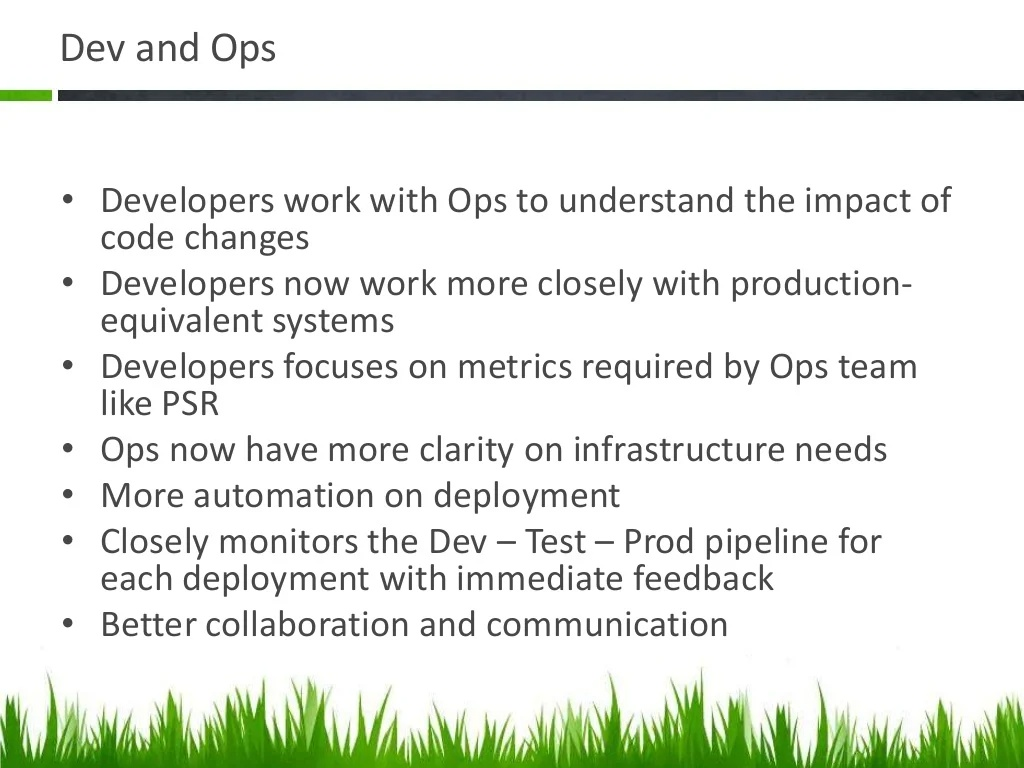 Dev and Ops
• Developers work with Ops to understand the impact of
code changes
• Developers now work more closely with production-
equivalent systems
• Developers focuses on metrics required by Ops team
like PSR
• Ops now have more clarity on infrastructure needs
• More automation on deployment
• Closely monitors the Dev – Test – Prod pipeline for
each deployment with immediate feedback
• Better collaboration and communication